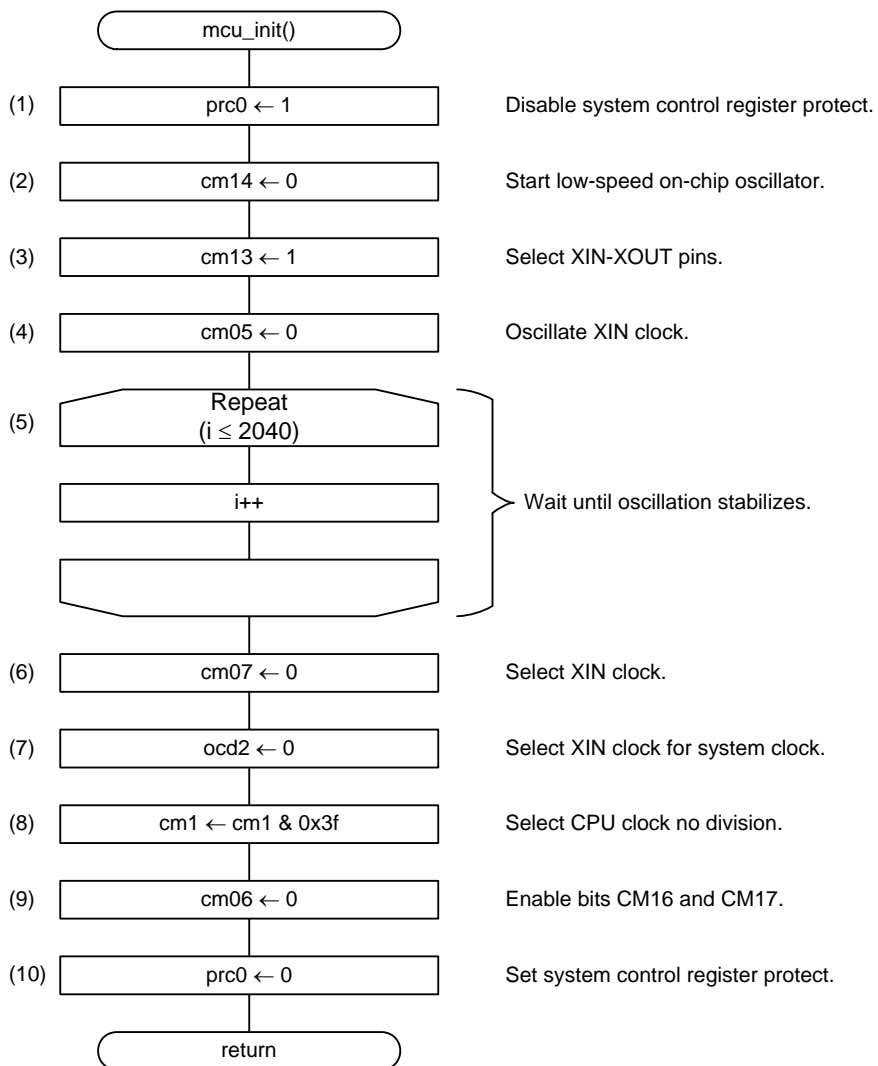 mcu_init()
(1) prc0 ← 1 Disable system control register protect.
(2) cm14 ← 0 Start low-speed on-chip oscillator.
(3) cm13 ← 1 Select XIN-XOUT pins.
(4) cm05 ← 0 Oscillate XIN clock.
(5) Repeat
(i ≤ 2040)
i++ Wait until oscillation stabilizes.
(6) cm07 ← 0 Select XIN clock.
(7) ocd2 ← 0 Select XIN clock for system clock.
(8) cm1 ← cm1 & 0x3f Select CPU clock no division.
(9) cm06 ← 0 Enable bits CM16 and CM17.
(10) prc0 ← 0 Set system control register protect.
return